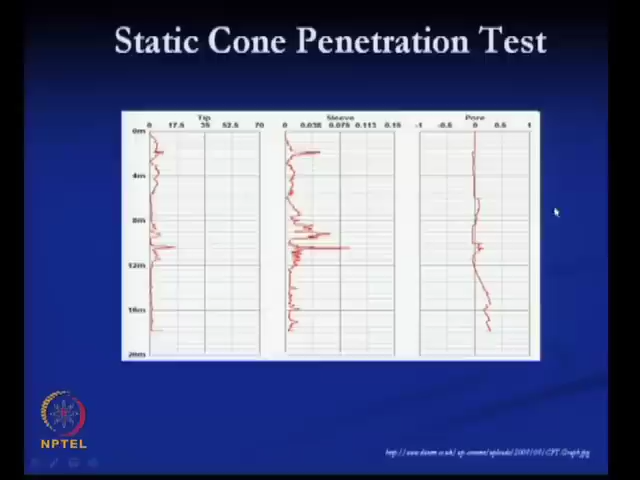 Static Cone Penetration Test
Tip Sleeve Pore
0 17.5 35 52.5 70 0 0.038 0.075 0.113 0.15 -1 -0.5 0 0.5 1
0m
4m
8m
12m
16m
20m
NPTEL